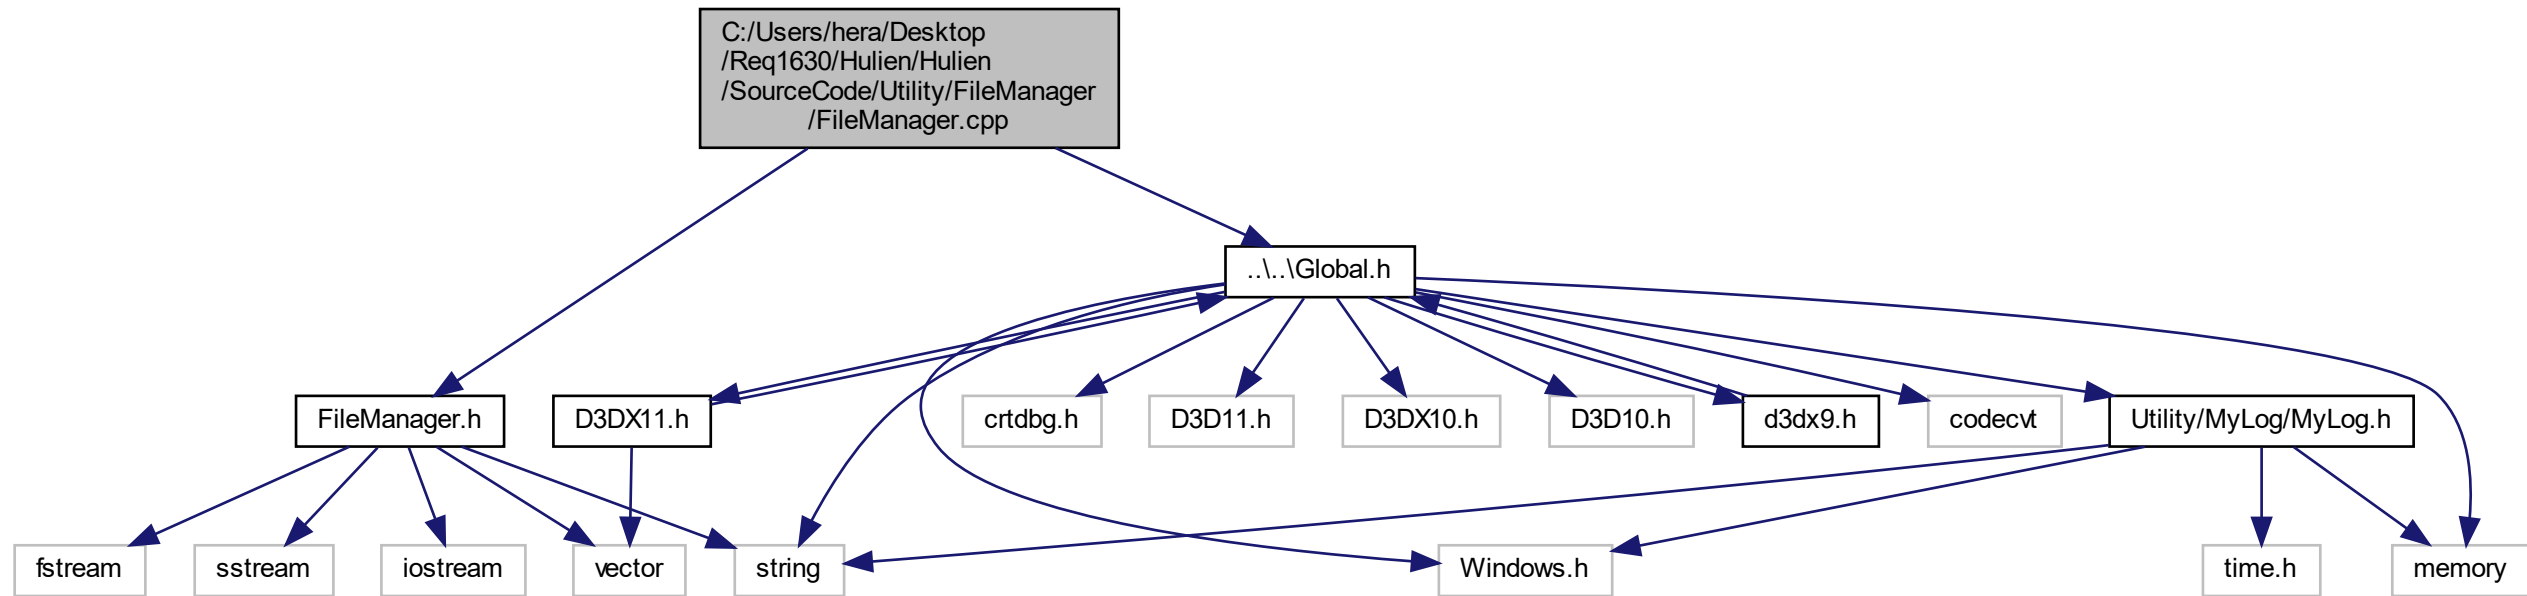 C:/Users/hera/Desktop
/Req1630/Hulien/Hulien
/SourceCode/Utility/FileManager
/FileManager.cpp
..\..\Global.h
FileManager.h
D3DX11.h
crtdbg.h
D3D11.h
D3DX10.h
D3D10.h
d3dx9.h
codecvt
Utility/MyLog/MyLog.h
fstream
sstream
iostream
vector
string
Windows.h
time.h
memory